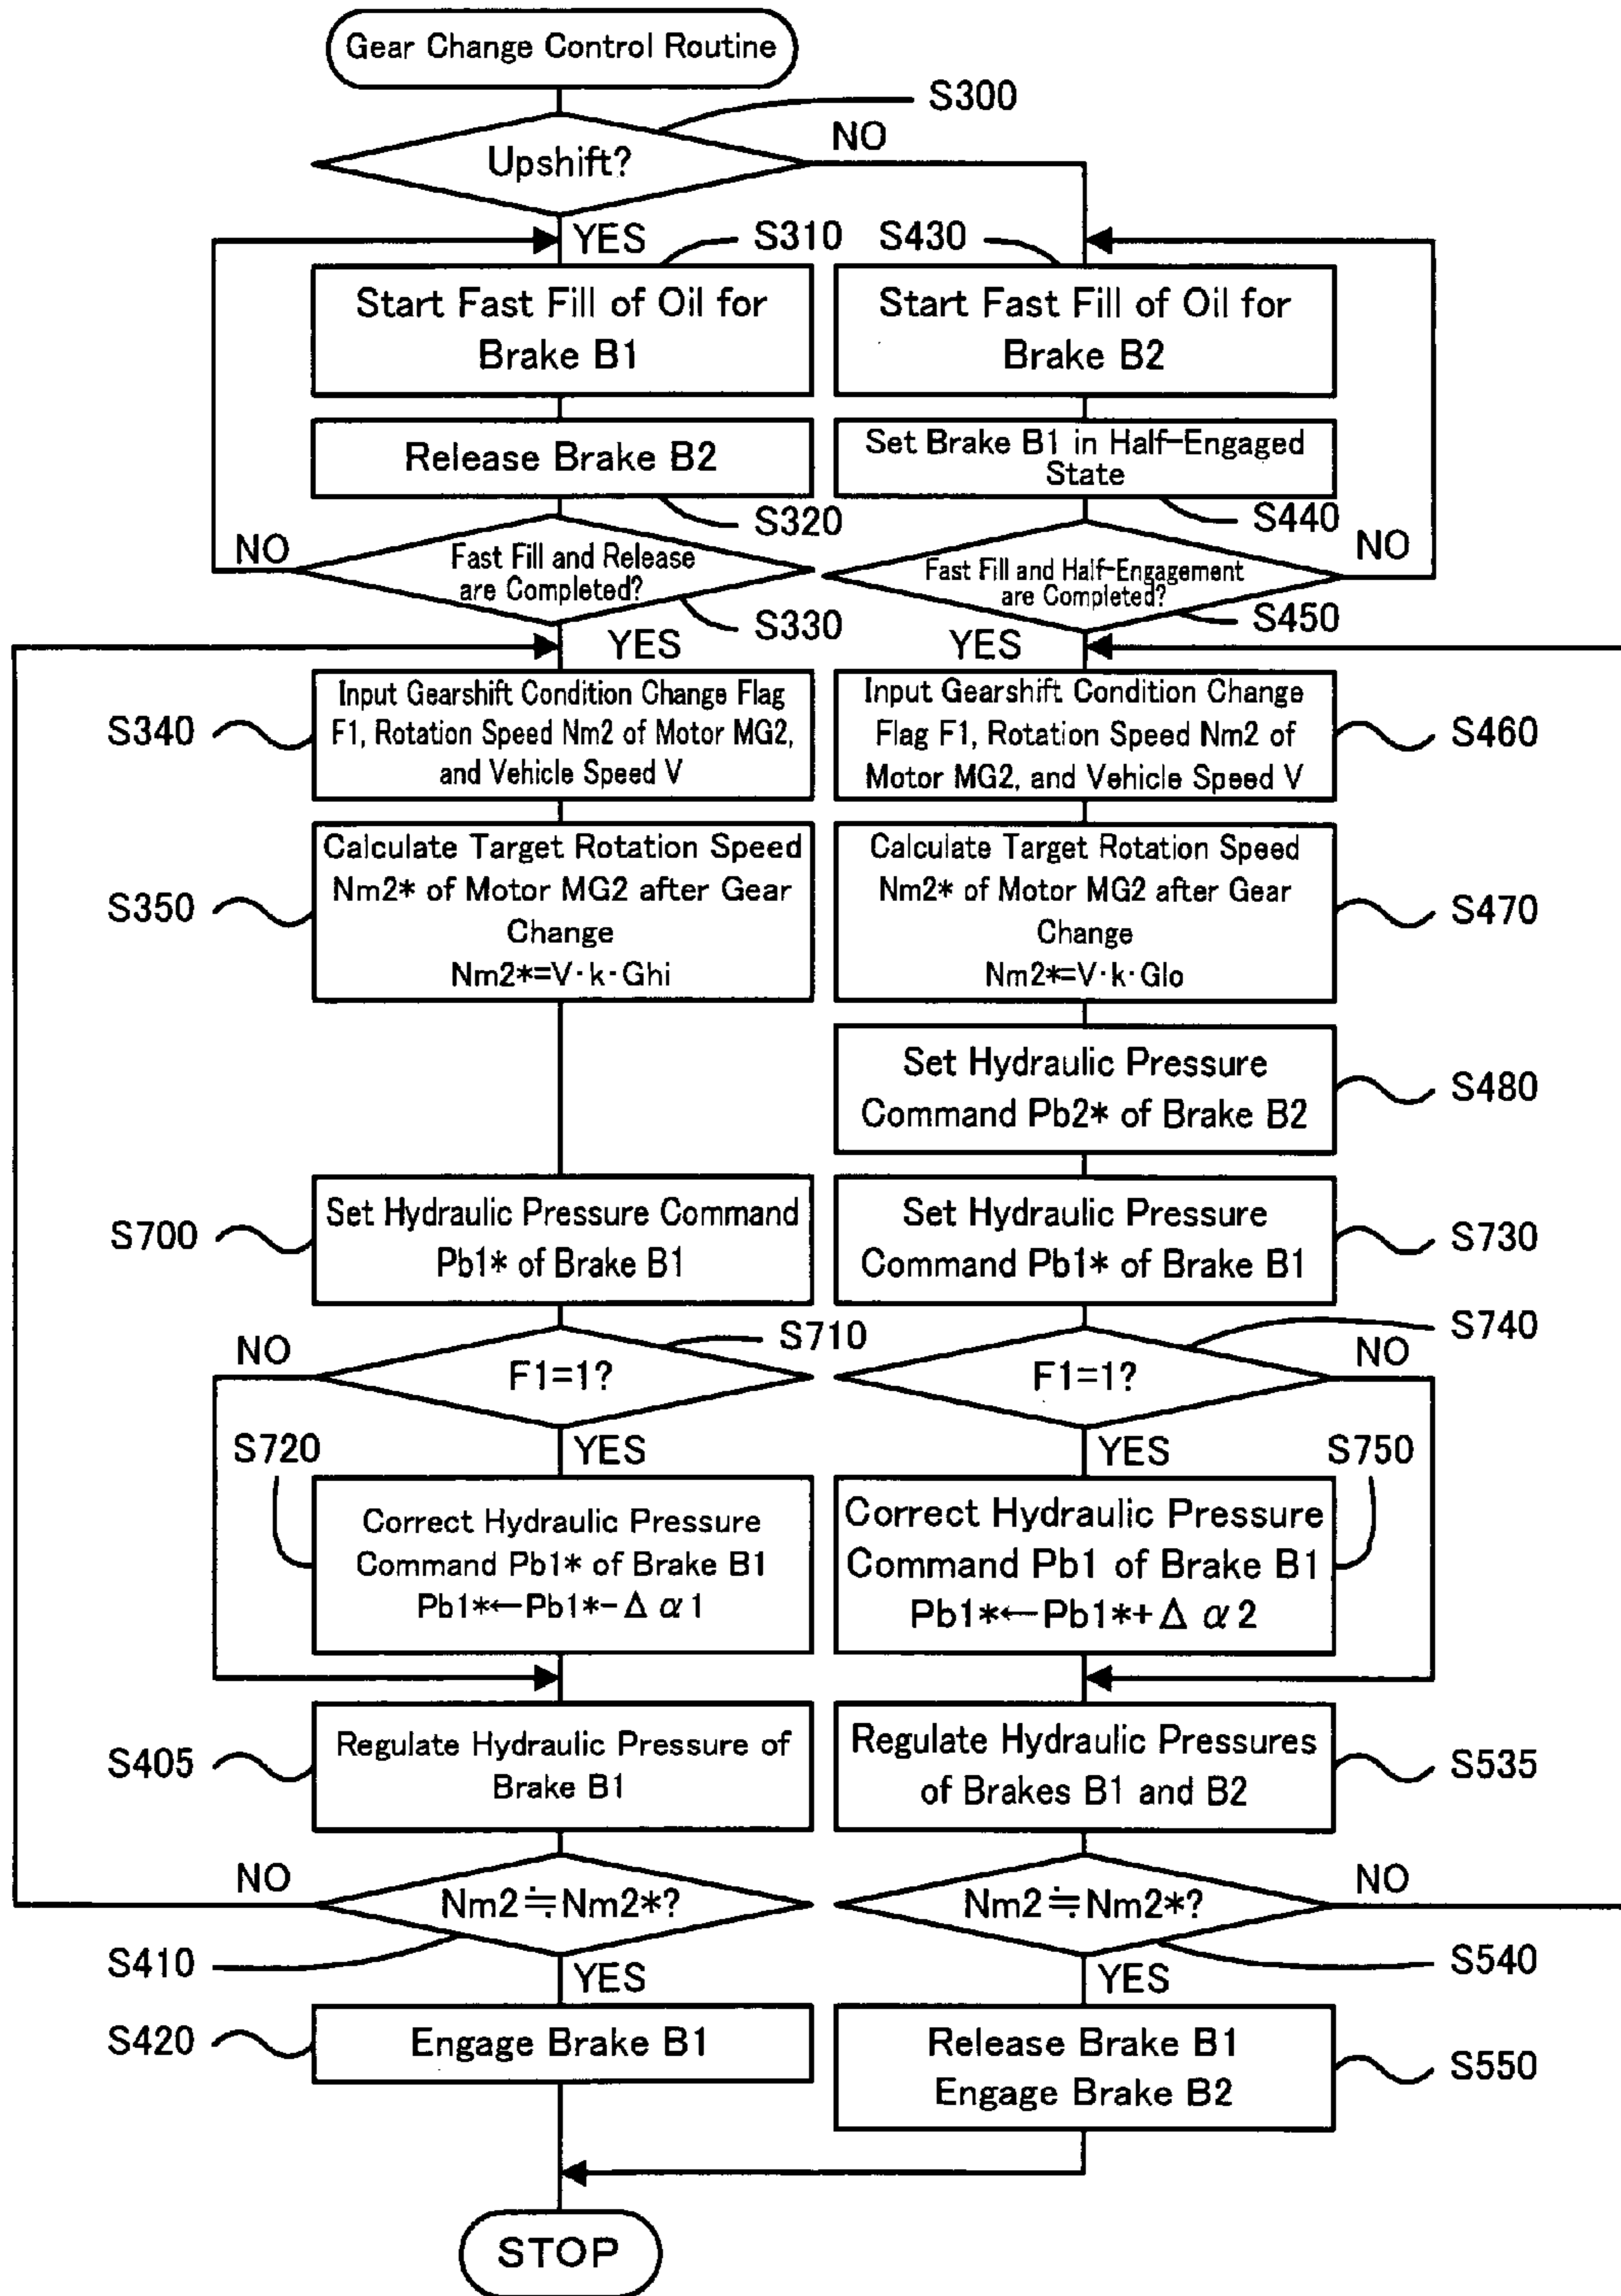 Gear Change Control Routine
S300
Upshift?
NO
YES
S310
S430
Start Fast Fill of Oil for
Brake B1
Start Fast Fill of Oil for
Brake B2
Release Brake B2
Set Brake B1 in Half-Engaged
State
S320
S440
NO
Fast Fill and Release
are Completed?
Fast Fill and Half-Engagement
are Completed?
NO
S330
S450
YES
YES
S340
Input Gearshift Condition Change Flag
F1, Rotation Speed Nm2 of Motor MG2,
and Vehicle Speed V
Input Gearshift Condition Change
Flag F1, Rotation Speed Nm2 of
Motor MG2, and Vehicle Speed V
S460
S350
Calculate Target Rotation Speed
Nm2* of Motor MG2 after Gear
Change
Nm2*=V·k·Ghi
Calculate Target Rotation Speed
Nm2* of Motor MG2 after Gear
Change
Nm2*=V·k·Glo
S470
Set Hydraulic Pressure
Command Pb2* of Brake B2
S480
S700
Set Hydraulic Pressure Command
Pb1* of Brake B1
Set Hydraulic Pressure
Command Pb1* of Brake B1
S730
S710
S740
NO
F1=1?
F1=1?
NO
S720
YES
YES
S750
Correct Hydraulic Pressure
Command Pb1* of Brake B1
Pb1*←Pb1*-Δα1
Correct Hydraulic Pressure
Command Pb1 of Brake B1
Pb1*←Pb1*+Δα2
S405
Regulate Hydraulic Pressure of
Brake B1
Regulate Hydraulic Pressures
of Brakes B1 and B2
S535
NO
Nm2≒Nm2*?
Nm2≒Nm2*?
NO
S410
S540
YES
YES
S420
Engage Brake B1
Release Brake B1
Engage Brake B2
S550
STOP